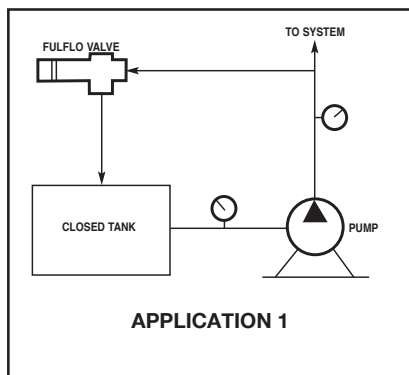 TO SYSTEM
FULFLO VALVE
CLOSED TANK
PUMP
APPLICATION 1